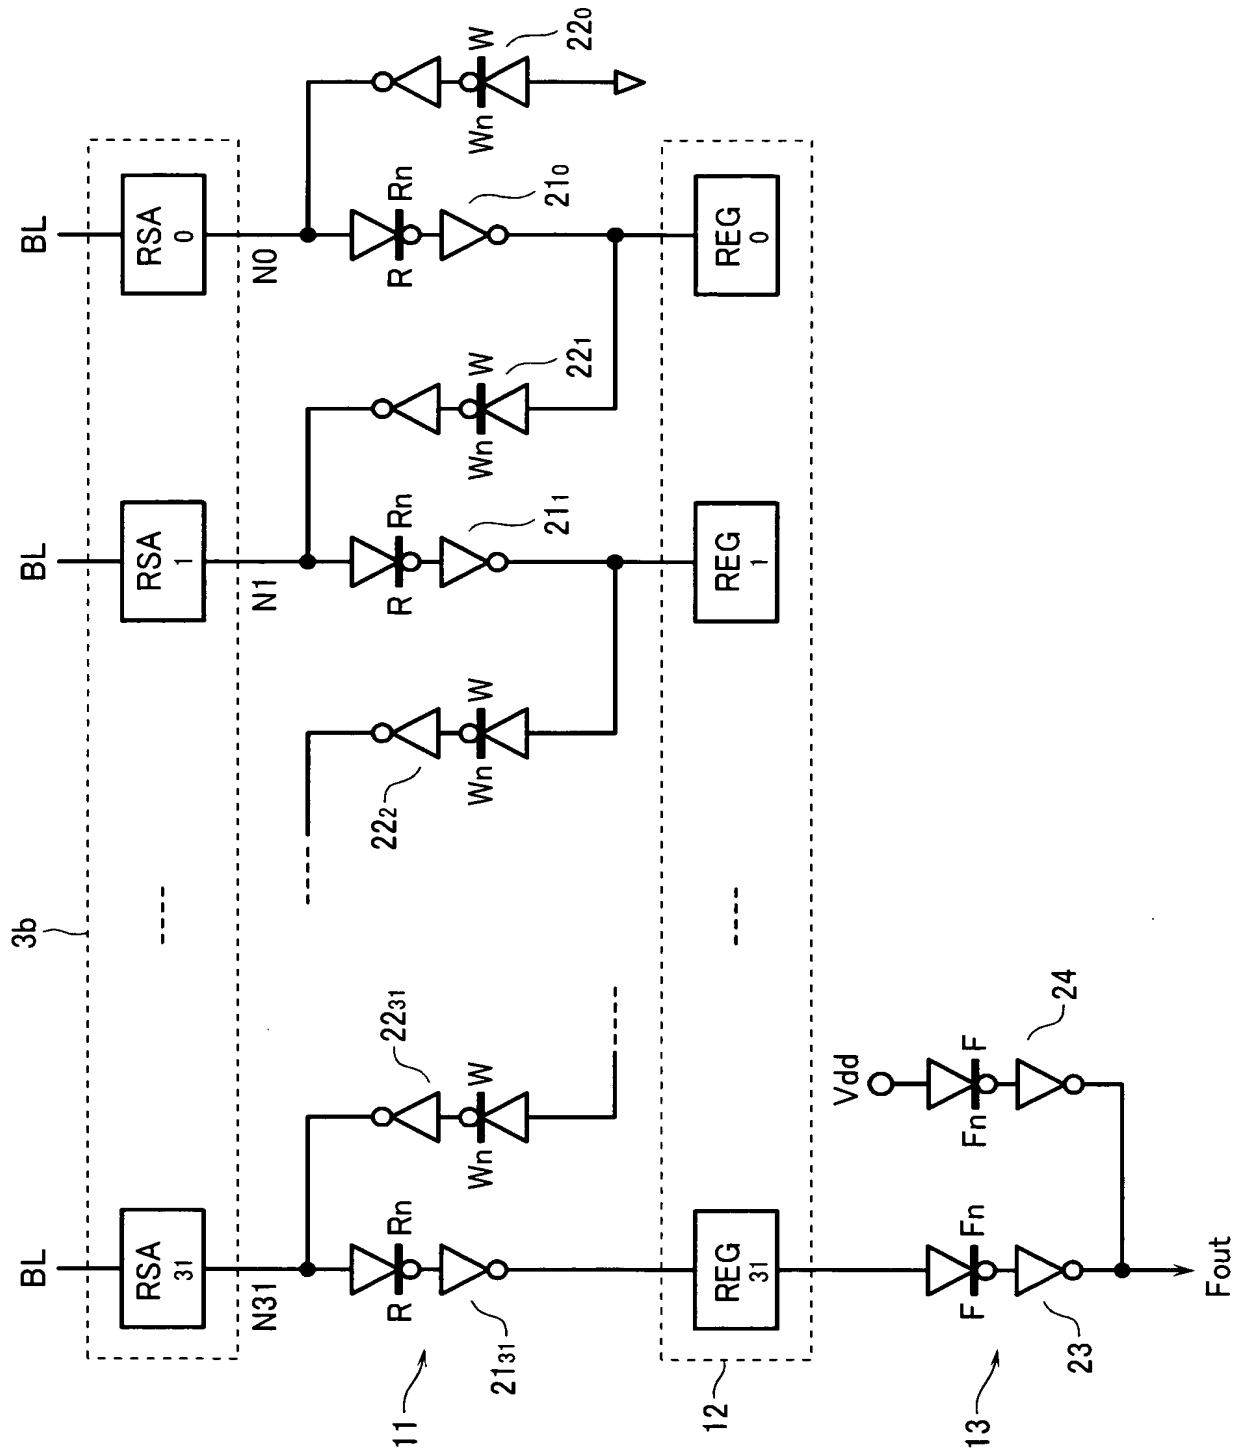 BL
BL
BL
3b
RSA
31
RSA
1
RSA
0
N31
N1
N0
R
Rn
Wn
W
22₃₁
22₂
Wn
W
R
Rn
21₁
Wn
W
22₁
R
Rn
21₀
Wn
W
22₀
11
21₃₁
12
REG
31
REG
1
REG
0
Vdd
F
Fn
Fn
F
24
13
23
Fout